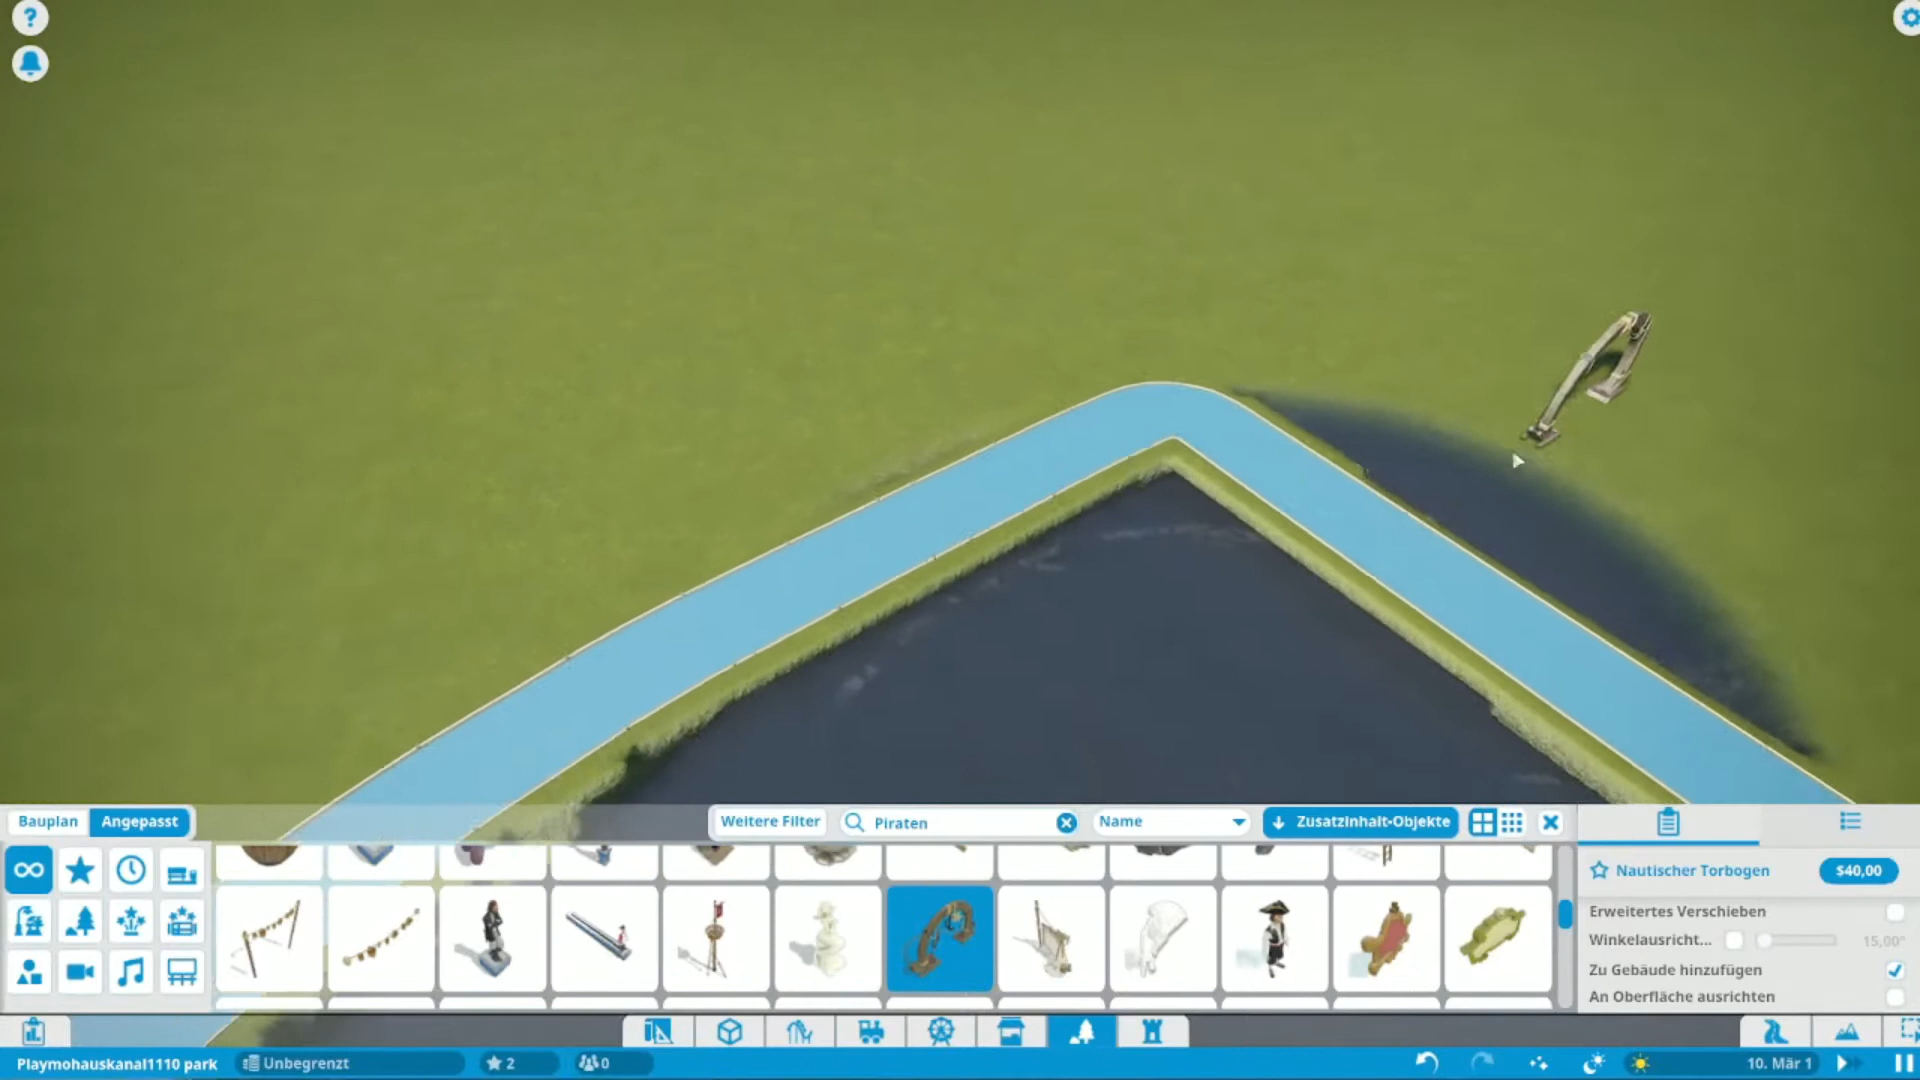 ?
Bauplan
Angepasst
Weitere Filter
Piraten
Name
Zusatzinhalt-Objekte
Nautischer Torbogen
$40,00
Erweitertes Verschieben
Winkelausricht...
15,00°
Zu Gebäude hinzufügen
An Oberfläche ausrichten
Playmohauskanal1110 park
Unbegrenzt
2
0
10. Mär 1